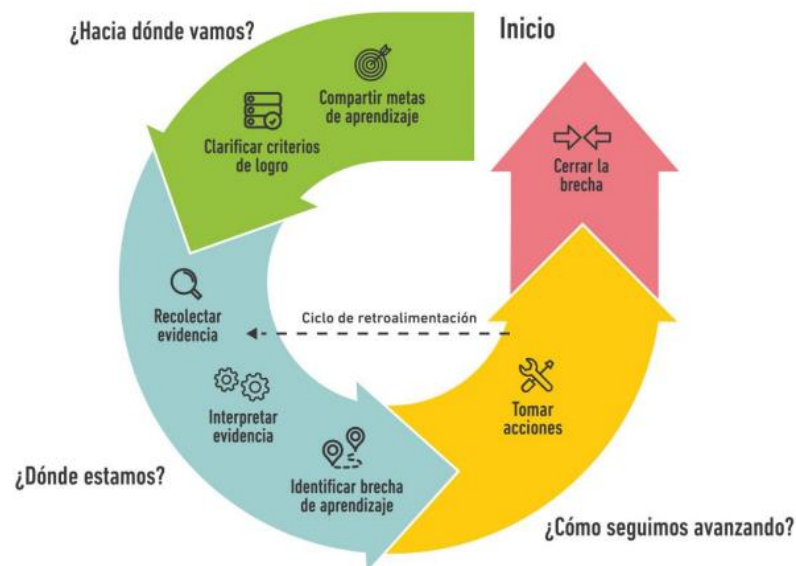 ¿Hacia dónde vamos?
Inicio
Compartir metas
de aprendizaje
Clarificar criterios
de logro
Cerrar la
brecha
Recolectar
evidencia
Ciclo de retroalimentación
Interpretar
evidencia
Tomar
acciones
¿Dónde estamos?
Identificar brecha
de aprendizaje
¿Cómo seguimos avanzando?